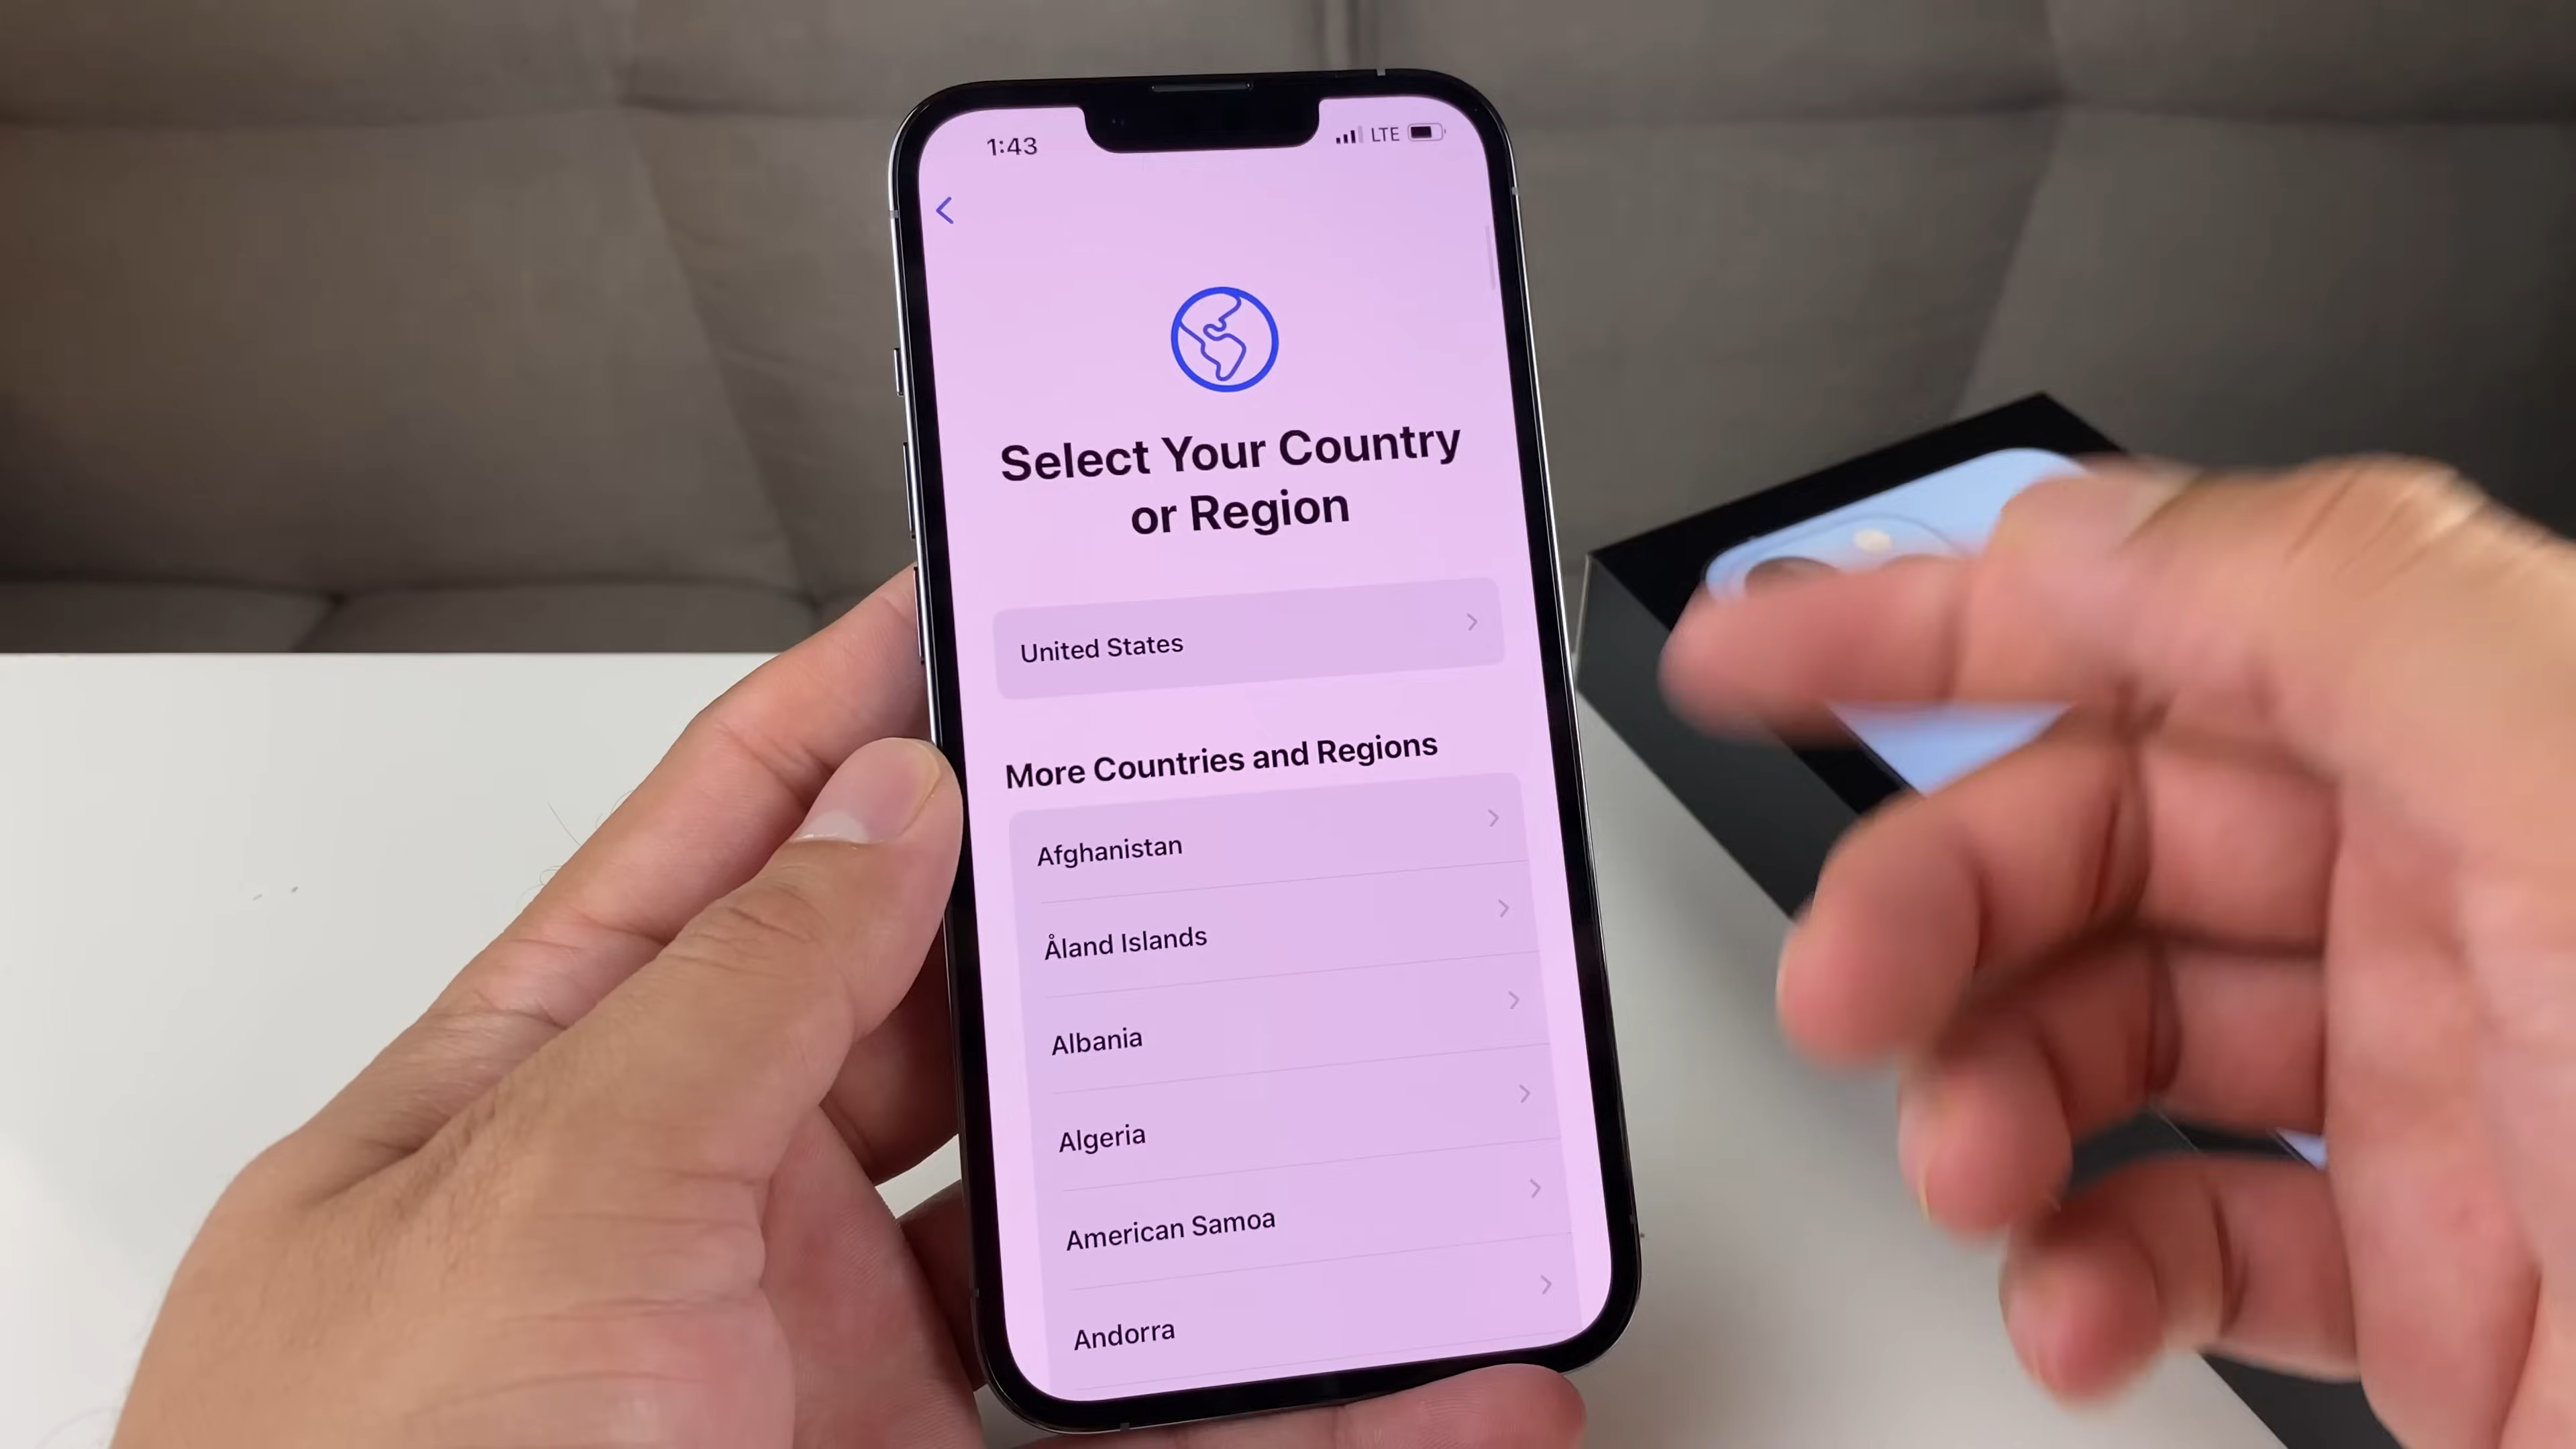 1:43
LTE
Select Your Country
or Region
United States
More Countries and Regions
Afghanistan
Åland Islands
Albania
Algeria
American Samoa
Andorra